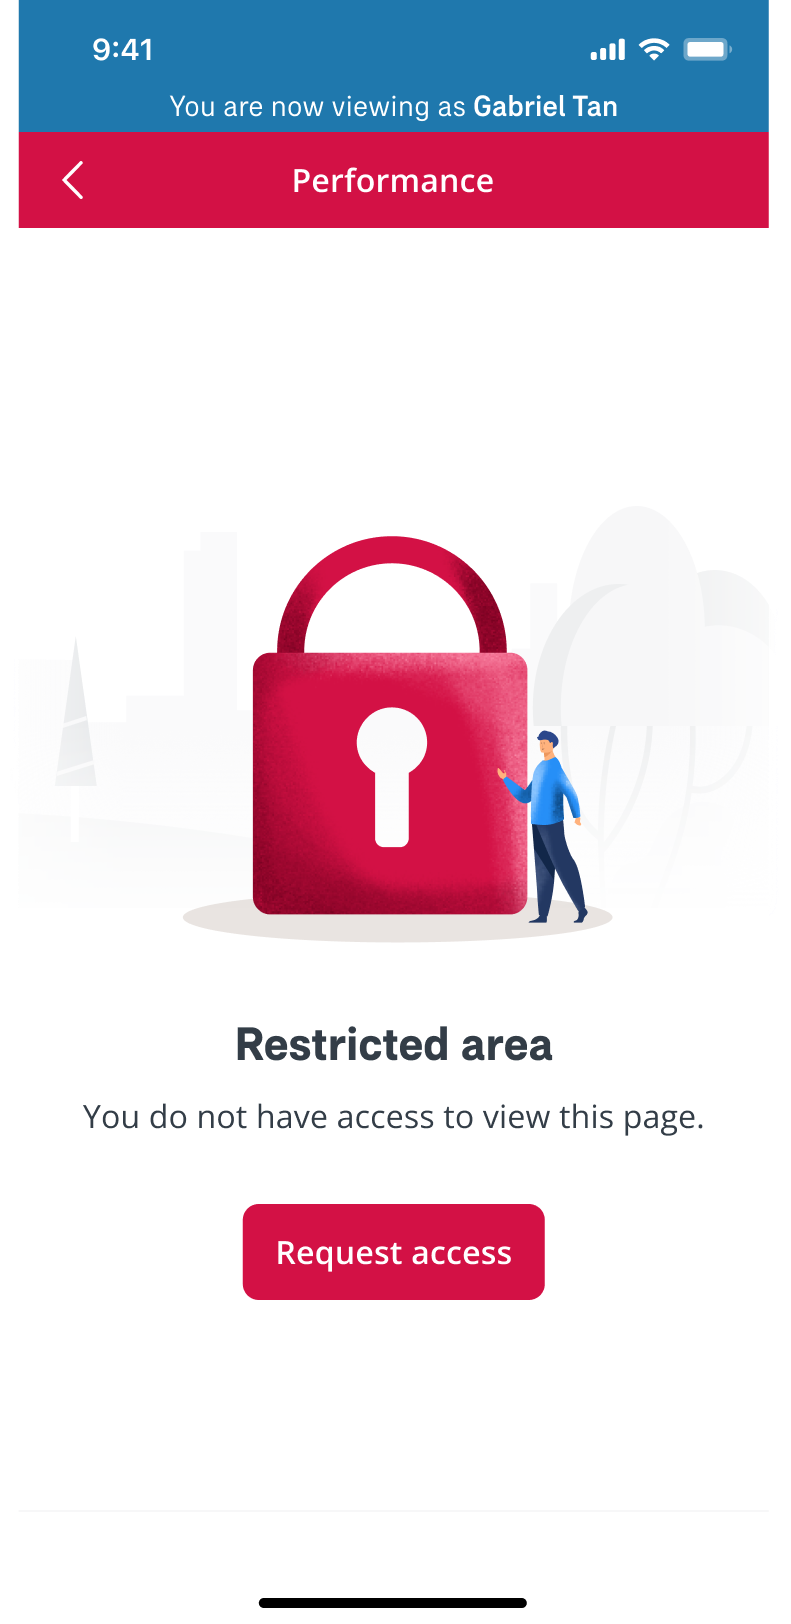 9:41
You are now viewing as Gabriel Tan
Performance
Restricted area
You do not have access to view this page.
Request access